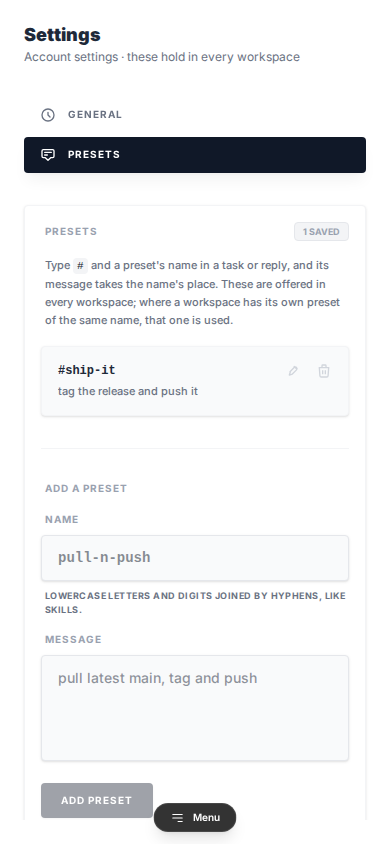 Settings
Account settings · these hold in every workspace
GENERAL
PRESETS
PRESETS
1 SAVED
Type # and a preset's name in a task or reply, and its
message takes the name's place. These are offered in
every workspace; where a workspace has its own preset
of the same name, that one is used.
#ship-it
tag the release and push it
ADD A PRESET
NAME
pull-n-push
LOWERCASE LETTERS AND DIGITS JOINED BY HYPHENS, LIKE
SKILLS.
MESSAGE
pull latest main, tag and push
ADD PRESET
Menu